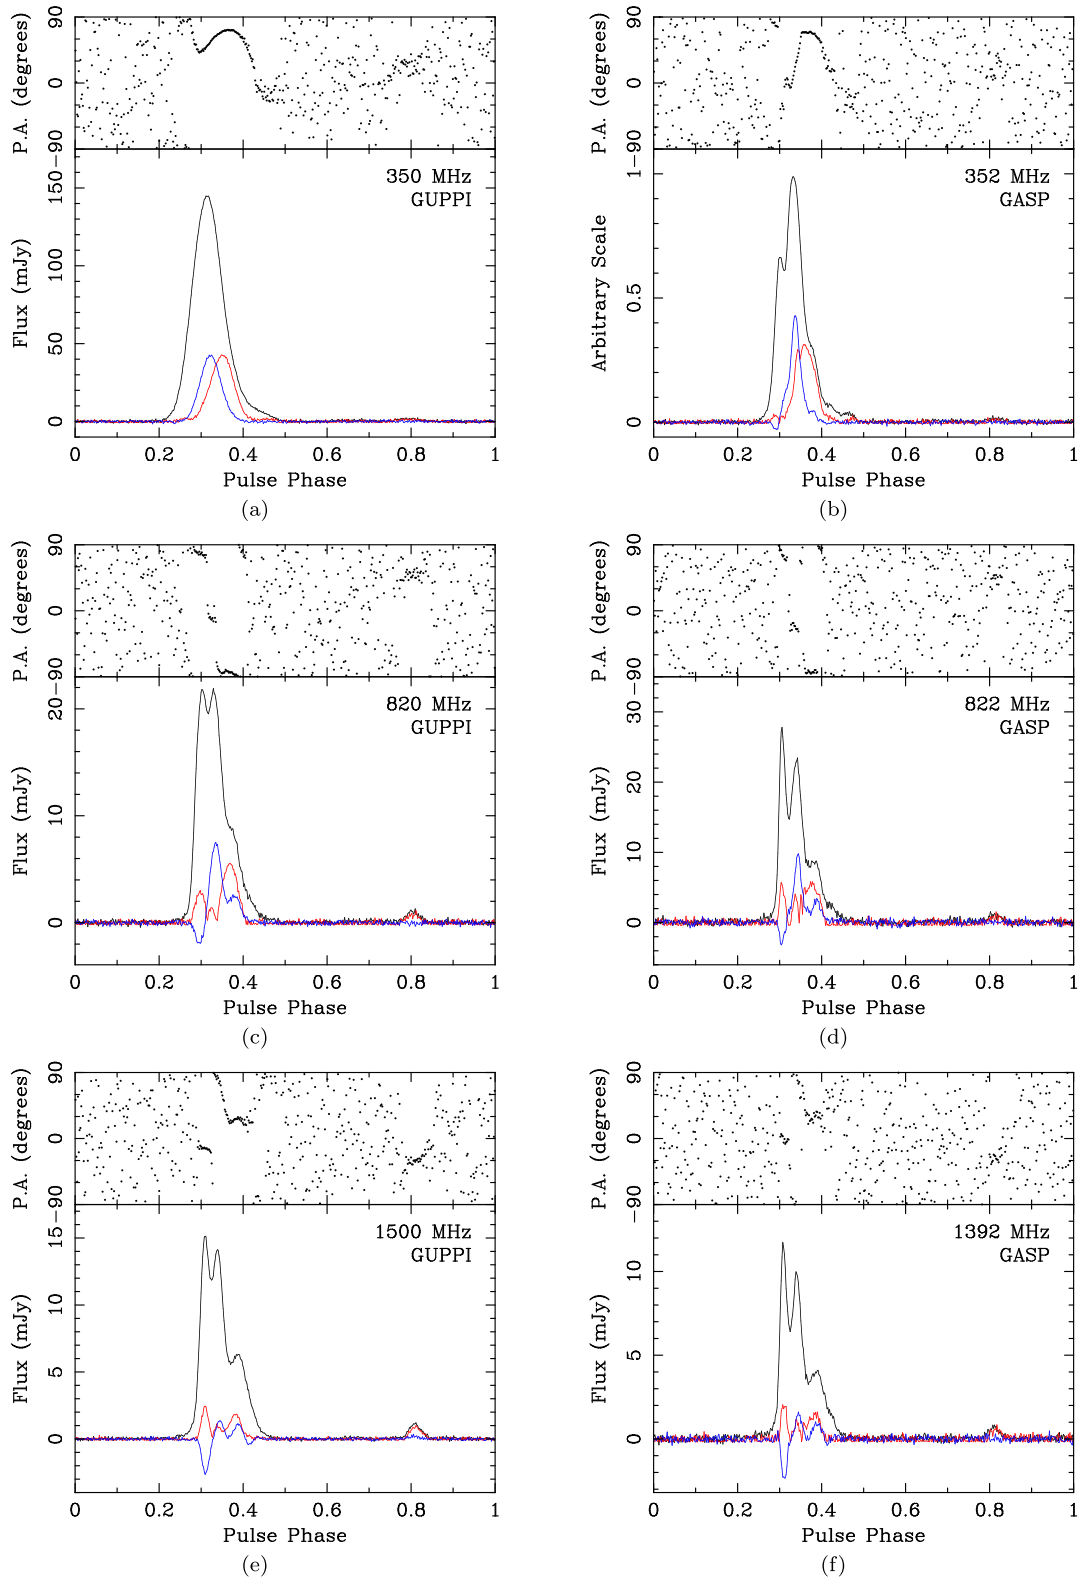 90
0
−90
P.A. (degrees)
350 MHz
GUPPI
150
100
50
0
Flux (mJy)
0 0.2 0.4 0.6 0.8 1
Pulse Phase
(a)
90
0
−90
P.A. (degrees)
352 MHz
GASP
1
0.5
0
Arbitrary Scale
0 0.2 0.4 0.6 0.8 1
Pulse Phase
(b)
90
0
−90
P.A. (degrees)
820 MHz
GUPPI
20
10
0
Flux (mJy)
0 0.2 0.4 0.6 0.8 1
Pulse Phase
(c)
90
0
−90
P.A. (degrees)
822 MHz
GASP
30
20
10
0
Flux (mJy)
0 0.2 0.4 0.6 0.8 1
Pulse Phase
(d)
90
0
−90
P.A. (degrees)
1500 MHz
GUPPI
15
10
5
0
Flux (mJy)
0 0.2 0.4 0.6 0.8 1
Pulse Phase
(e)
90
0
−90
P.A. (degrees)
1392 MHz
GASP
10
5
0
Flux (mJy)
0 0.2 0.4 0.6 0.8 1
Pulse Phase
(f)